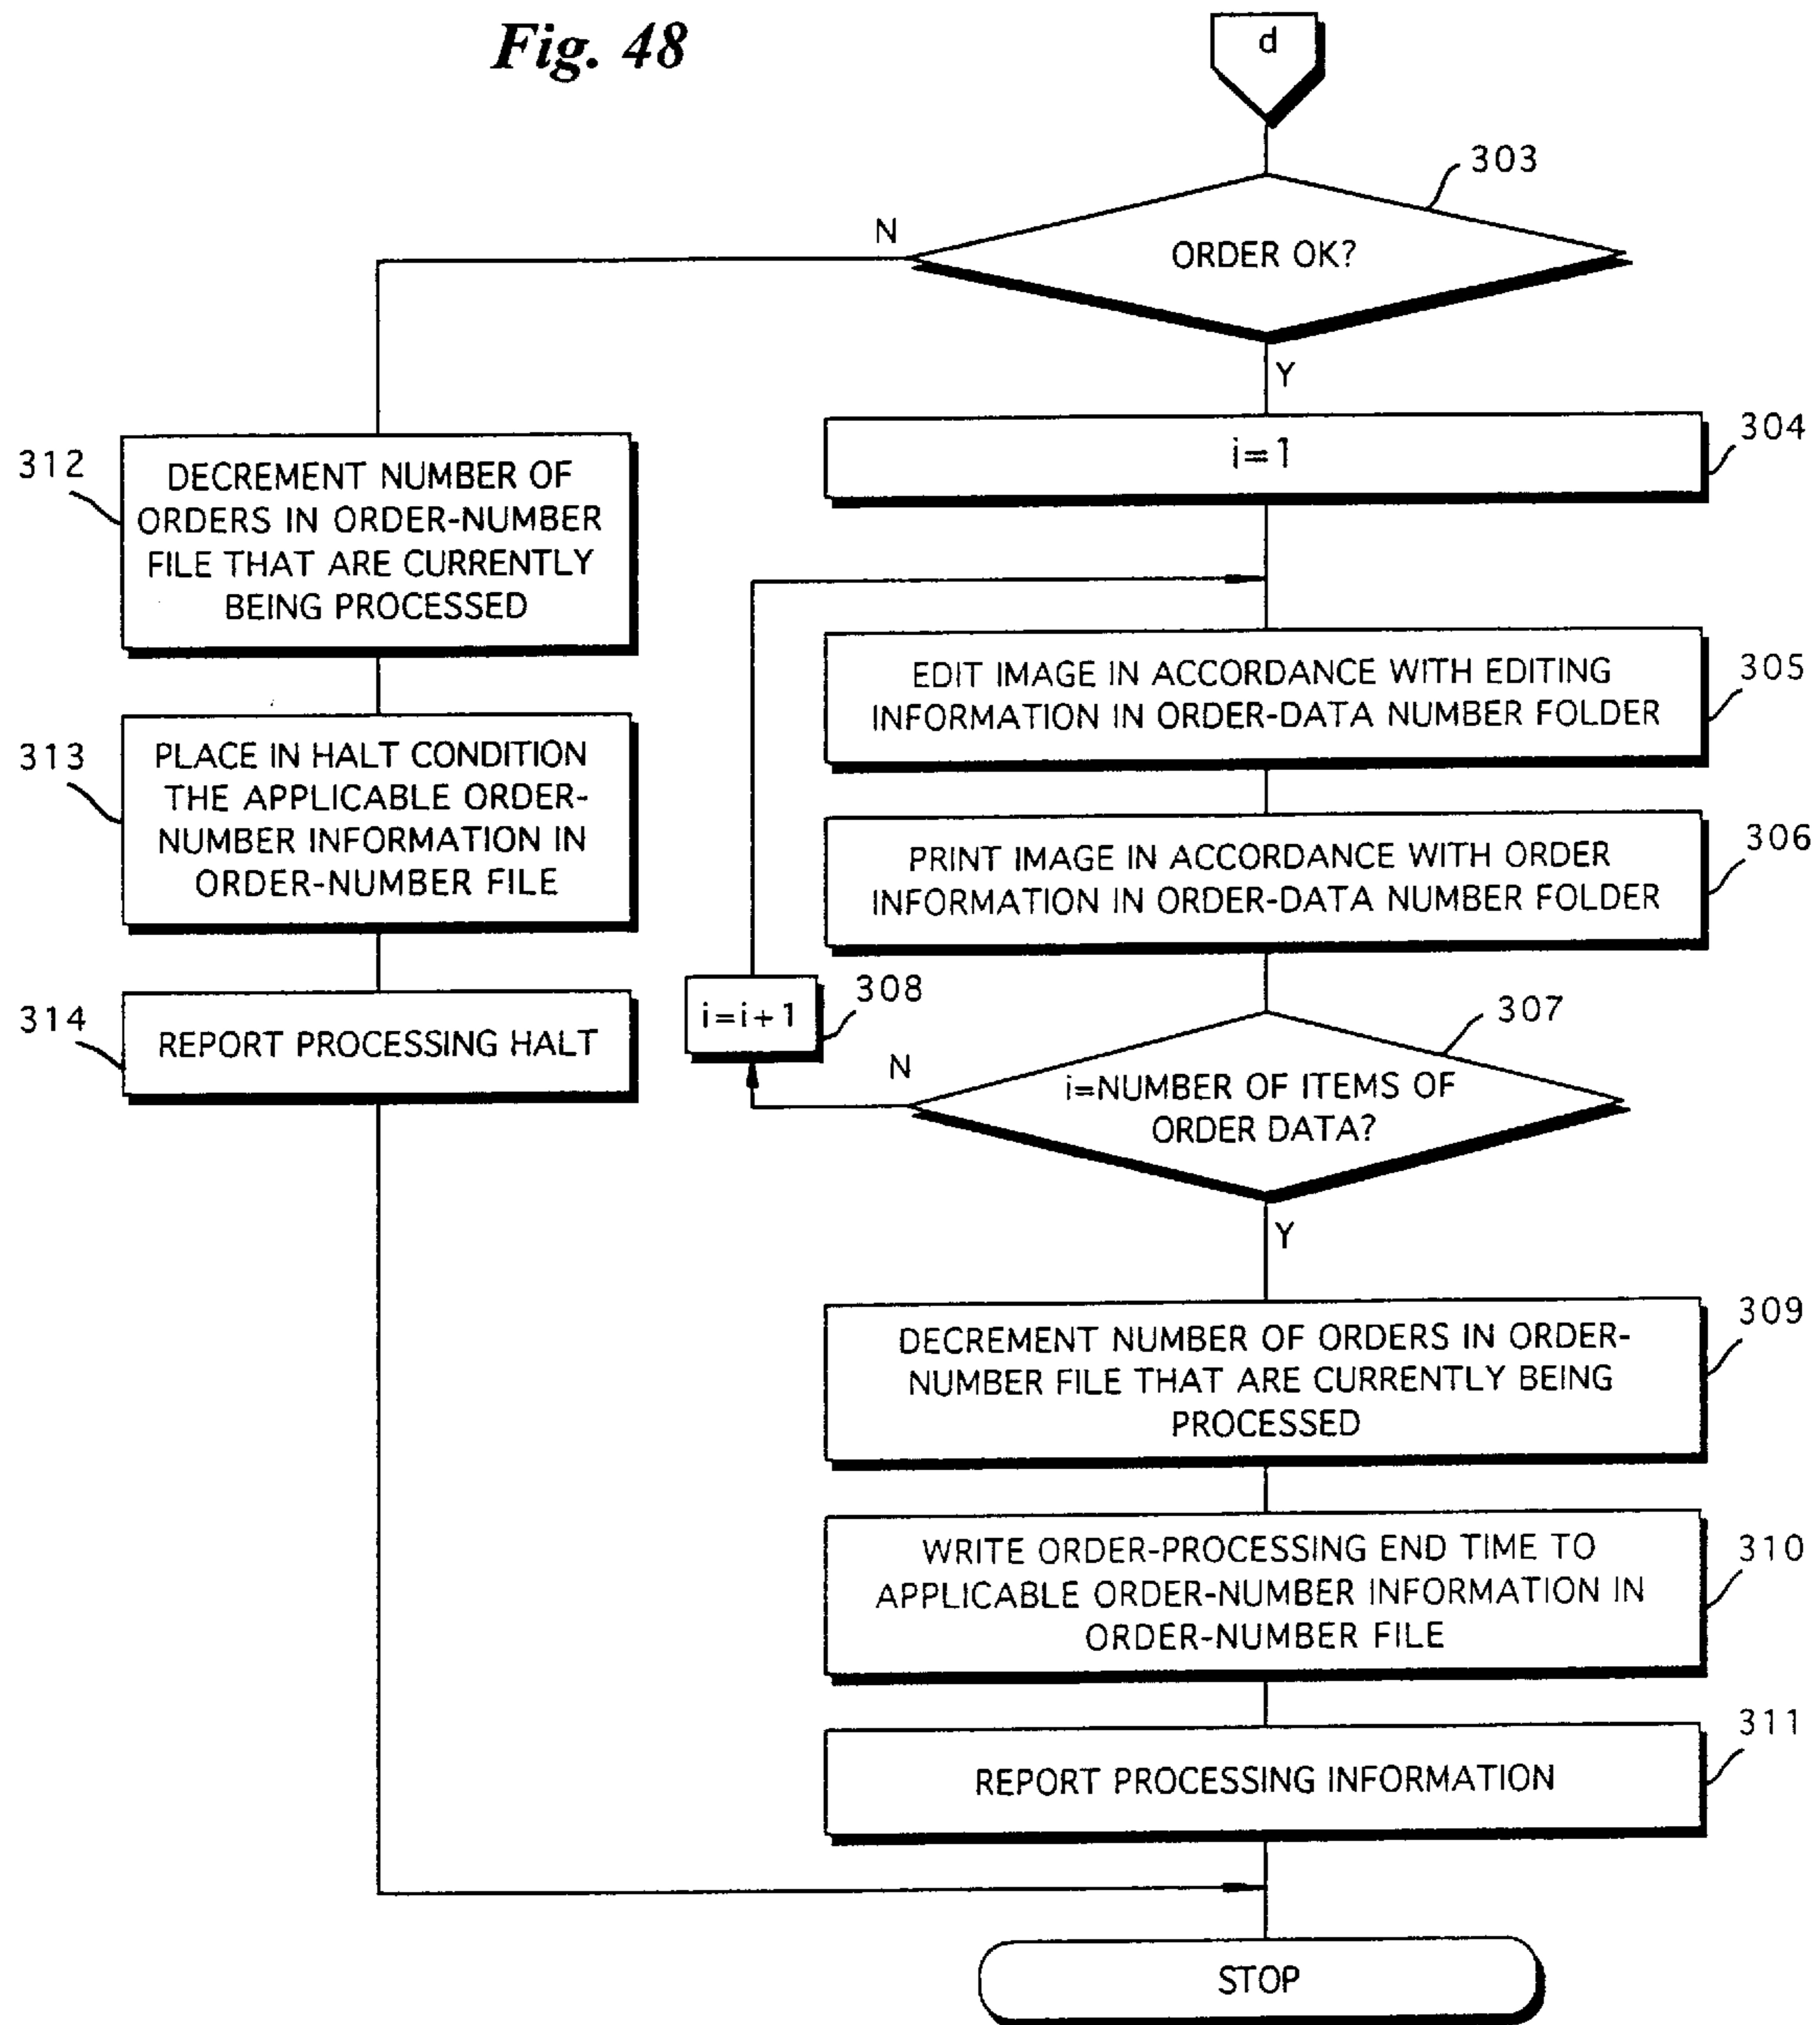 Fig. 48
d
303
N
ORDER OK?
Y
304
i=1
312
DECREMENT NUMBER OF
ORDERS IN ORDER-NUMBER
FILE THAT ARE CURRENTLY
BEING PROCESSED
305
EDIT IMAGE IN ACCORDANCE WITH EDITING
INFORMATION IN ORDER-DATA NUMBER FOLDER
313
PLACE IN HALT CONDITION
THE APPLICABLE ORDER-
NUMBER INFORMATION IN
ORDER-NUMBER FILE
306
PRINT IMAGE IN ACCORDANCE WITH ORDER
INFORMATION IN ORDER-DATA NUMBER FOLDER
314
REPORT PROCESSING HALT
308
i=i+1
307
N
i=NUMBER OF ITEMS OF
ORDER DATA?
Y
309
DECREMENT NUMBER OF ORDERS IN ORDER-
NUMBER FILE THAT ARE CURRENTLY BEING
PROCESSED
310
WRITE ORDER-PROCESSING END TIME TO
APPLICABLE ORDER-NUMBER INFORMATION IN
ORDER-NUMBER FILE
311
REPORT PROCESSING INFORMATION
STOP